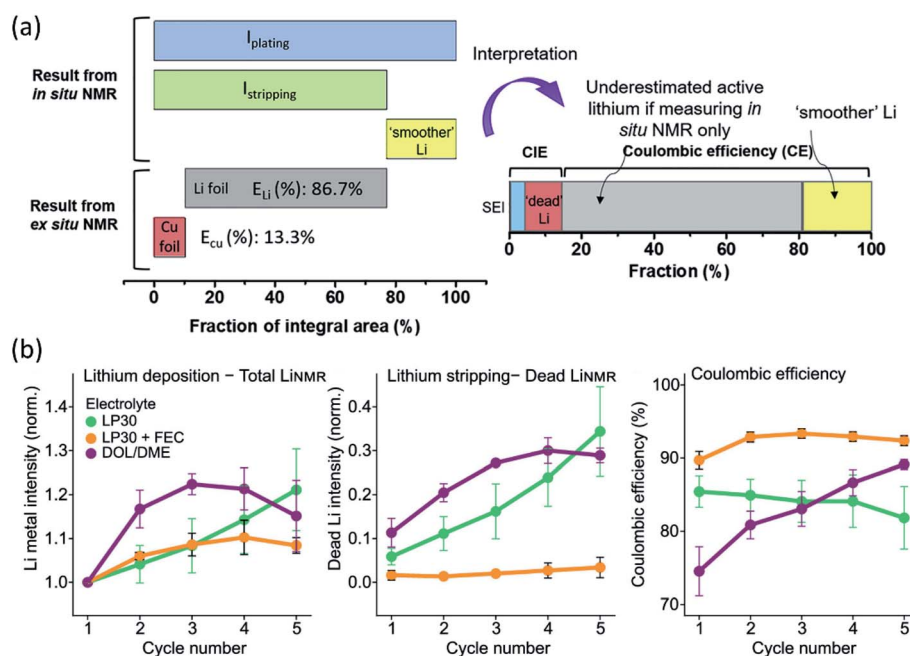 (a)
Result from
in situ NMR
I plating
I stripping
'smoother'
Li
Result from
ex situ NMR
Li foil E Li (%): 86.7%
Cu
foil
E cu (%): 13.3%
0 20 40 60 80 100
Fraction of integral area (%)
Interpretation
Underestimated active
lithium if measuring in
situ NMR only
'smoother' Li
CIE
Coulombic efficiency (CE)
SEI
'dead'
Li
0 20 40 60 80 100
Fraction (%)
(b)
Lithium deposition – Total LiNMR
Electrolyte
LP30
LP30 + FEC
DOL/DME
Li metal intensity (norm.)
1.4
1.3
1.2
1.1
1.0
1 2 3 4 5
Cycle number
Lithium stripping– Dead LiNMR
Dead Li intensity (norm.)
0.4
0.3
0.2
0.1
0.0
1 2 3 4 5
Cycle number
Coulombic efficiency
Coulombic efficiency (%)
100
90
80
70
1 2 3 4 5
Cycle number